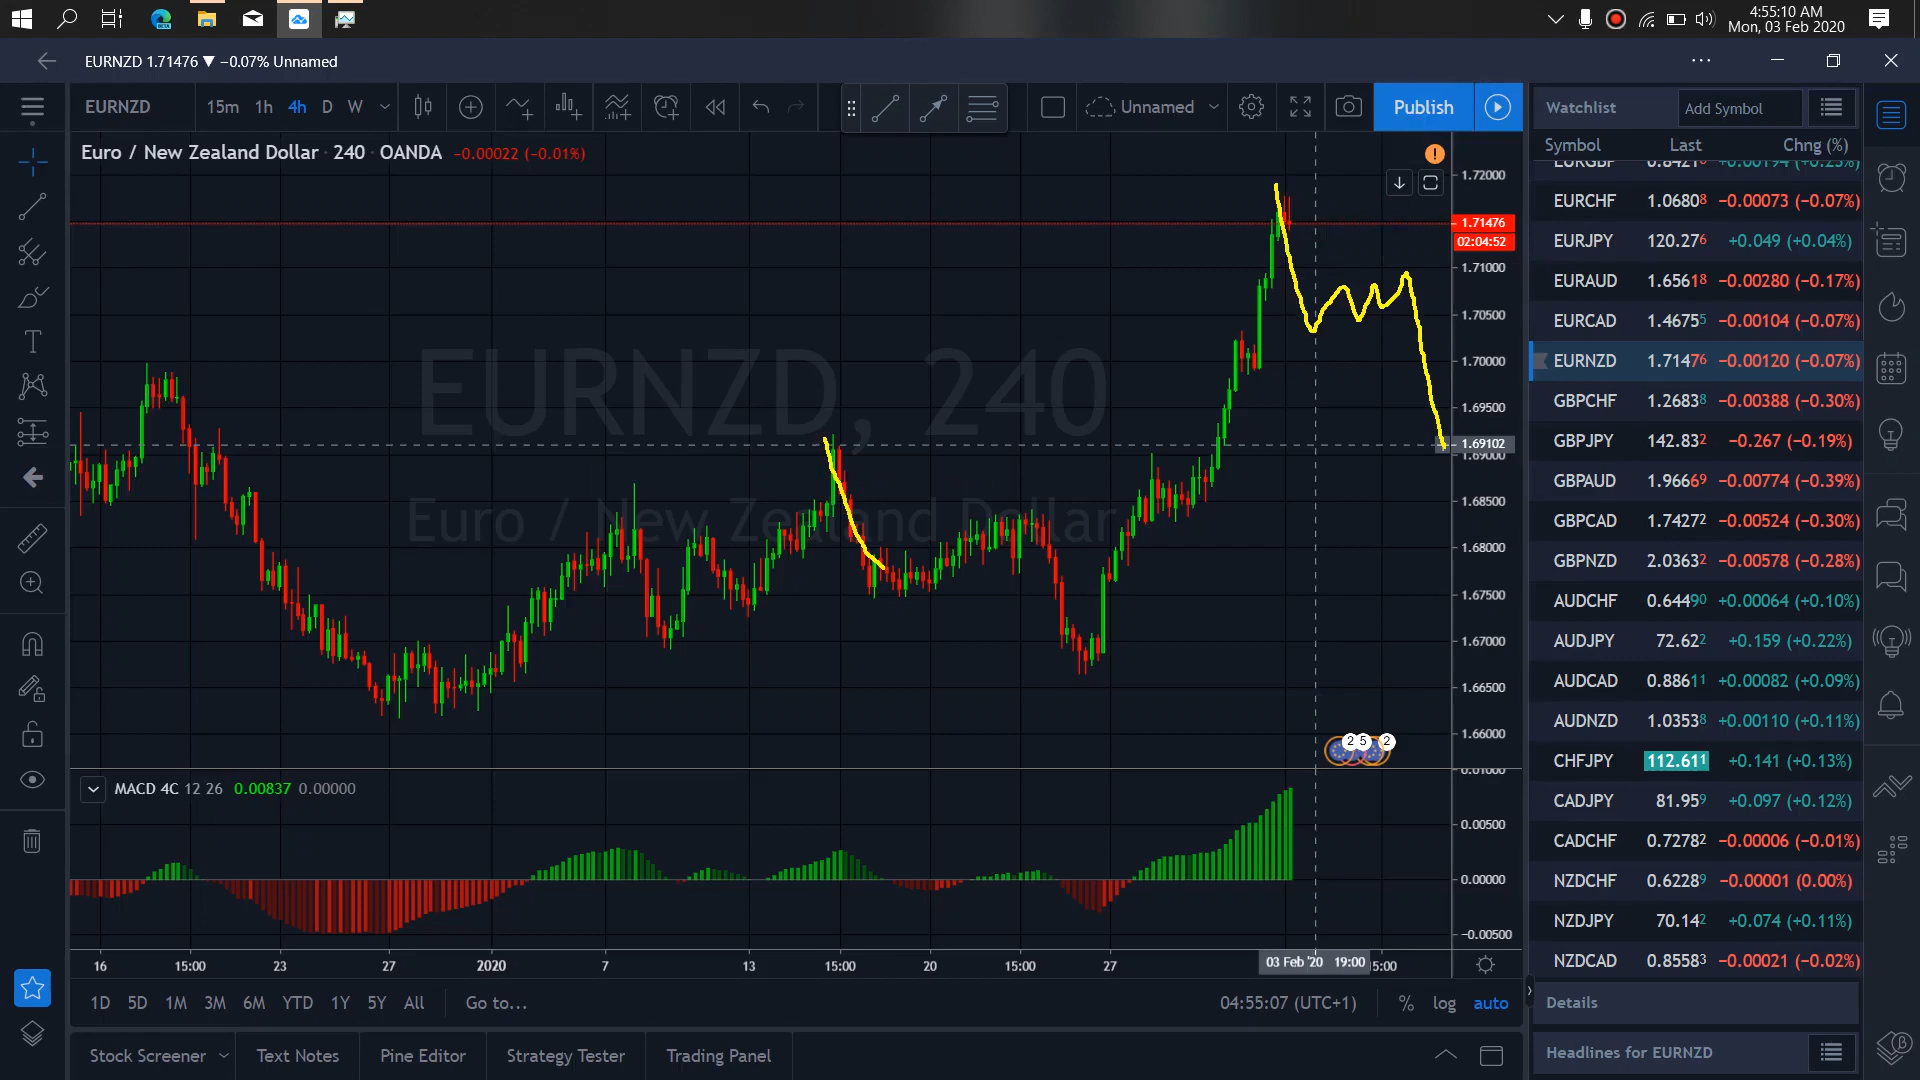 4:55:10 AM
Mon, 03 Feb 2020
EURNZD 1.71476 ▼ −0.07% Unnamed
EURNZD 15m 1h 4h D W Unnamed Publish
Watchlist Add Symbol
Symbol Last Chng (%)
Euro / New Zealand Dollar · 240 · OANDA −0.00022 (−0.01%)
EURNZD, 240
Euro / New Zealand Dollar
1.72000
1.71476
02:04:52
1.71000
1.70500
1.70000
1.69500
1.69102
1.69000
1.68500
1.68000
1.67500
1.67000
1.66500
1.66000
2 5 2
EURGBP 0.84216 +0.00194 (+0.23%)
EURCHF 1.06808 −0.00073 (−0.07%)
EURJPY 120.276 +0.049 (+0.04%)
EURAUD 1.65618 −0.00280 (−0.17%)
EURCAD 1.46755 −0.00104 (−0.07%)
EURNZD 1.71476 −0.00120 (−0.07%)
GBPCHF 1.26838 −0.00388 (−0.30%)
GBPJPY 142.832 −0.267 (−0.19%)
GBPAUD 1.96669 −0.00774 (−0.39%)
GBPCAD 1.74272 −0.00524 (−0.30%)
GBPNZD 2.03632 −0.00578 (−0.28%)
AUDCHF 0.64490 +0.00064 (+0.10%)
AUDJPY 72.622 +0.159 (+0.22%)
AUDCAD 0.88611 +0.00082 (+0.09%)
AUDNZD 1.03538 +0.00110 (+0.11%)
CHFJPY 112.611 +0.141 (+0.13%)
CADJPY 81.959 +0.097 (+0.12%)
CADCHF 0.72782 −0.00006 (−0.01%)
NZDCHF 0.62289 −0.00001 (0.00%)
NZDJPY 70.142 +0.074 (+0.11%)
NZDCAD 0.85583 −0.00021 (−0.02%)
MACD 4C 12 26 0.00837 0.00000
0.01000
0.00500
0.00000
−0.00500
16 15:00 23 27 2020 7 13 15:00 20 15:00 27 03 Feb '20 19:00 5:00
1D 5D 1M 3M 6M YTD 1Y 5Y All Go to... 04:55:07 (UTC+1) % log auto
Details
Stock Screener Text Notes Pine Editor Strategy Tester Trading Panel
Headlines for EURNZD